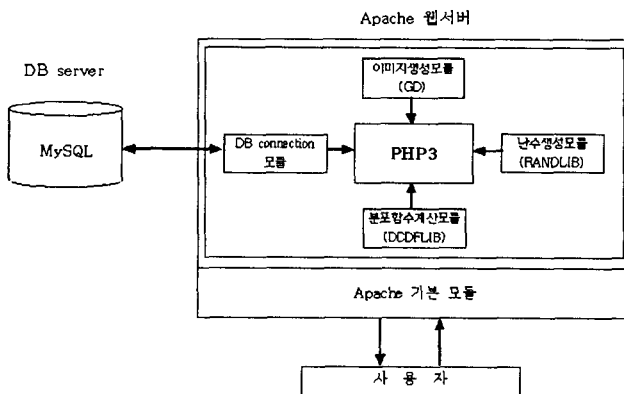 Apache 웹서버
DB server
이미지생성모듈
(GD)
MySQL
DB connection
모듈
PHP3
난수생성모듈
(RANDLIB)
분포함수계산모듈
(DCDFLIB)
Apache 기본 모듈
사 용 자